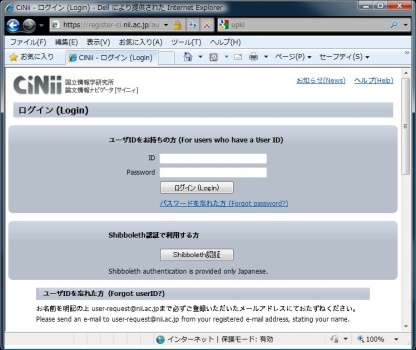 CiNii - ログイン (Login) - Dell により提供された Internet Explorer
https://register-ci.nii.ac.jp/au
upki
ファイル(F) 編集(E) 表示(V) お気に入り(A) ツール(T) ヘルプ(H)
お気に入り CiNii - ログイン (Login) ページ(P) セーフティ(S)
CiNii 国立情報学研究所
論文情報ナビゲータ[サイニィ]
お知らせ(News) ヘルプ(Help)
ログイン (Login)
ユーザIDをお持ちの方 (For users who have a User ID)
ID
Password
ログイン (Login)
パスワードを忘れた方 (Forgot password?)
Shibboleth認証で利用する方
Shibboleth認証
Shibboleth authentication is provided only Japanese.
ユーザIDを忘れた方 (Forgot userID?)
お名前を明記の上 user-request@nii.ac.jpまで必ずご登録いただいたメールアドレスにておたずねください。
Please send an e-mail to user-request@nii.ac.jp from your registered e-mail address, stating your name.
インターネット | 保護モード: 有効 100%